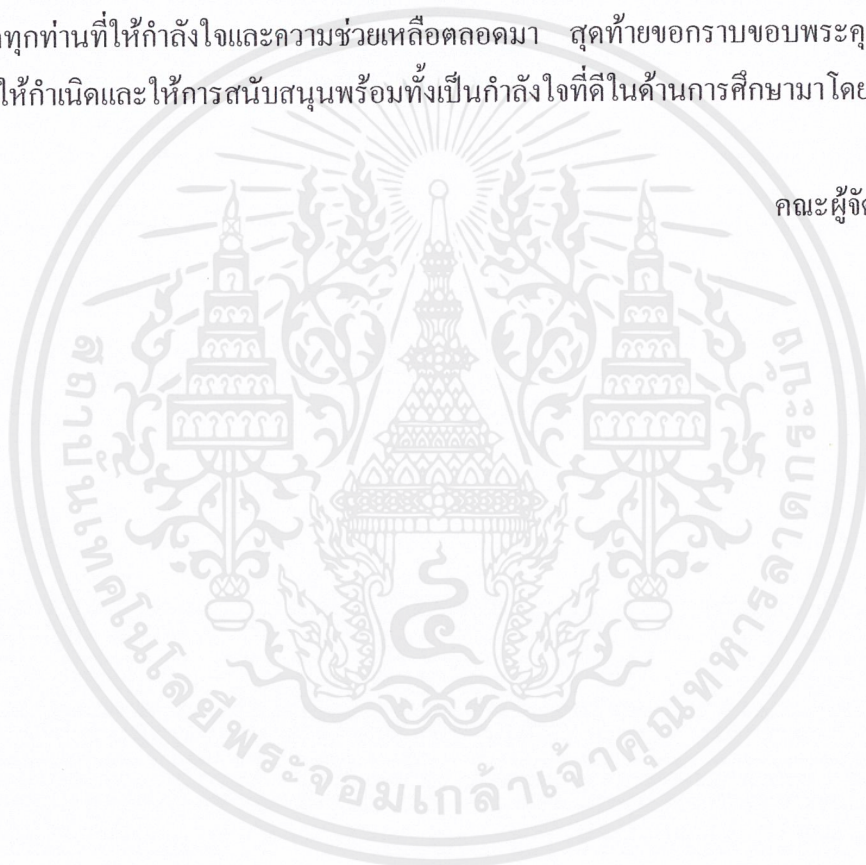 ทุกท่านที่ให้กำลังใจและความช่วยเหลือตลอดมา สุดท้ายขอกราบขอบพระคุ
ให้กำเนิดและให้การสนับสนุนพร้อมทั้งเป็นกำลังใจที่ดีในด้านการศึกษามาโดย
คณะผู้จัด
สถาบันเทคโนโลยีพระจอมเกล้าเจ้าคุณทหารลาดกระบัง
๔